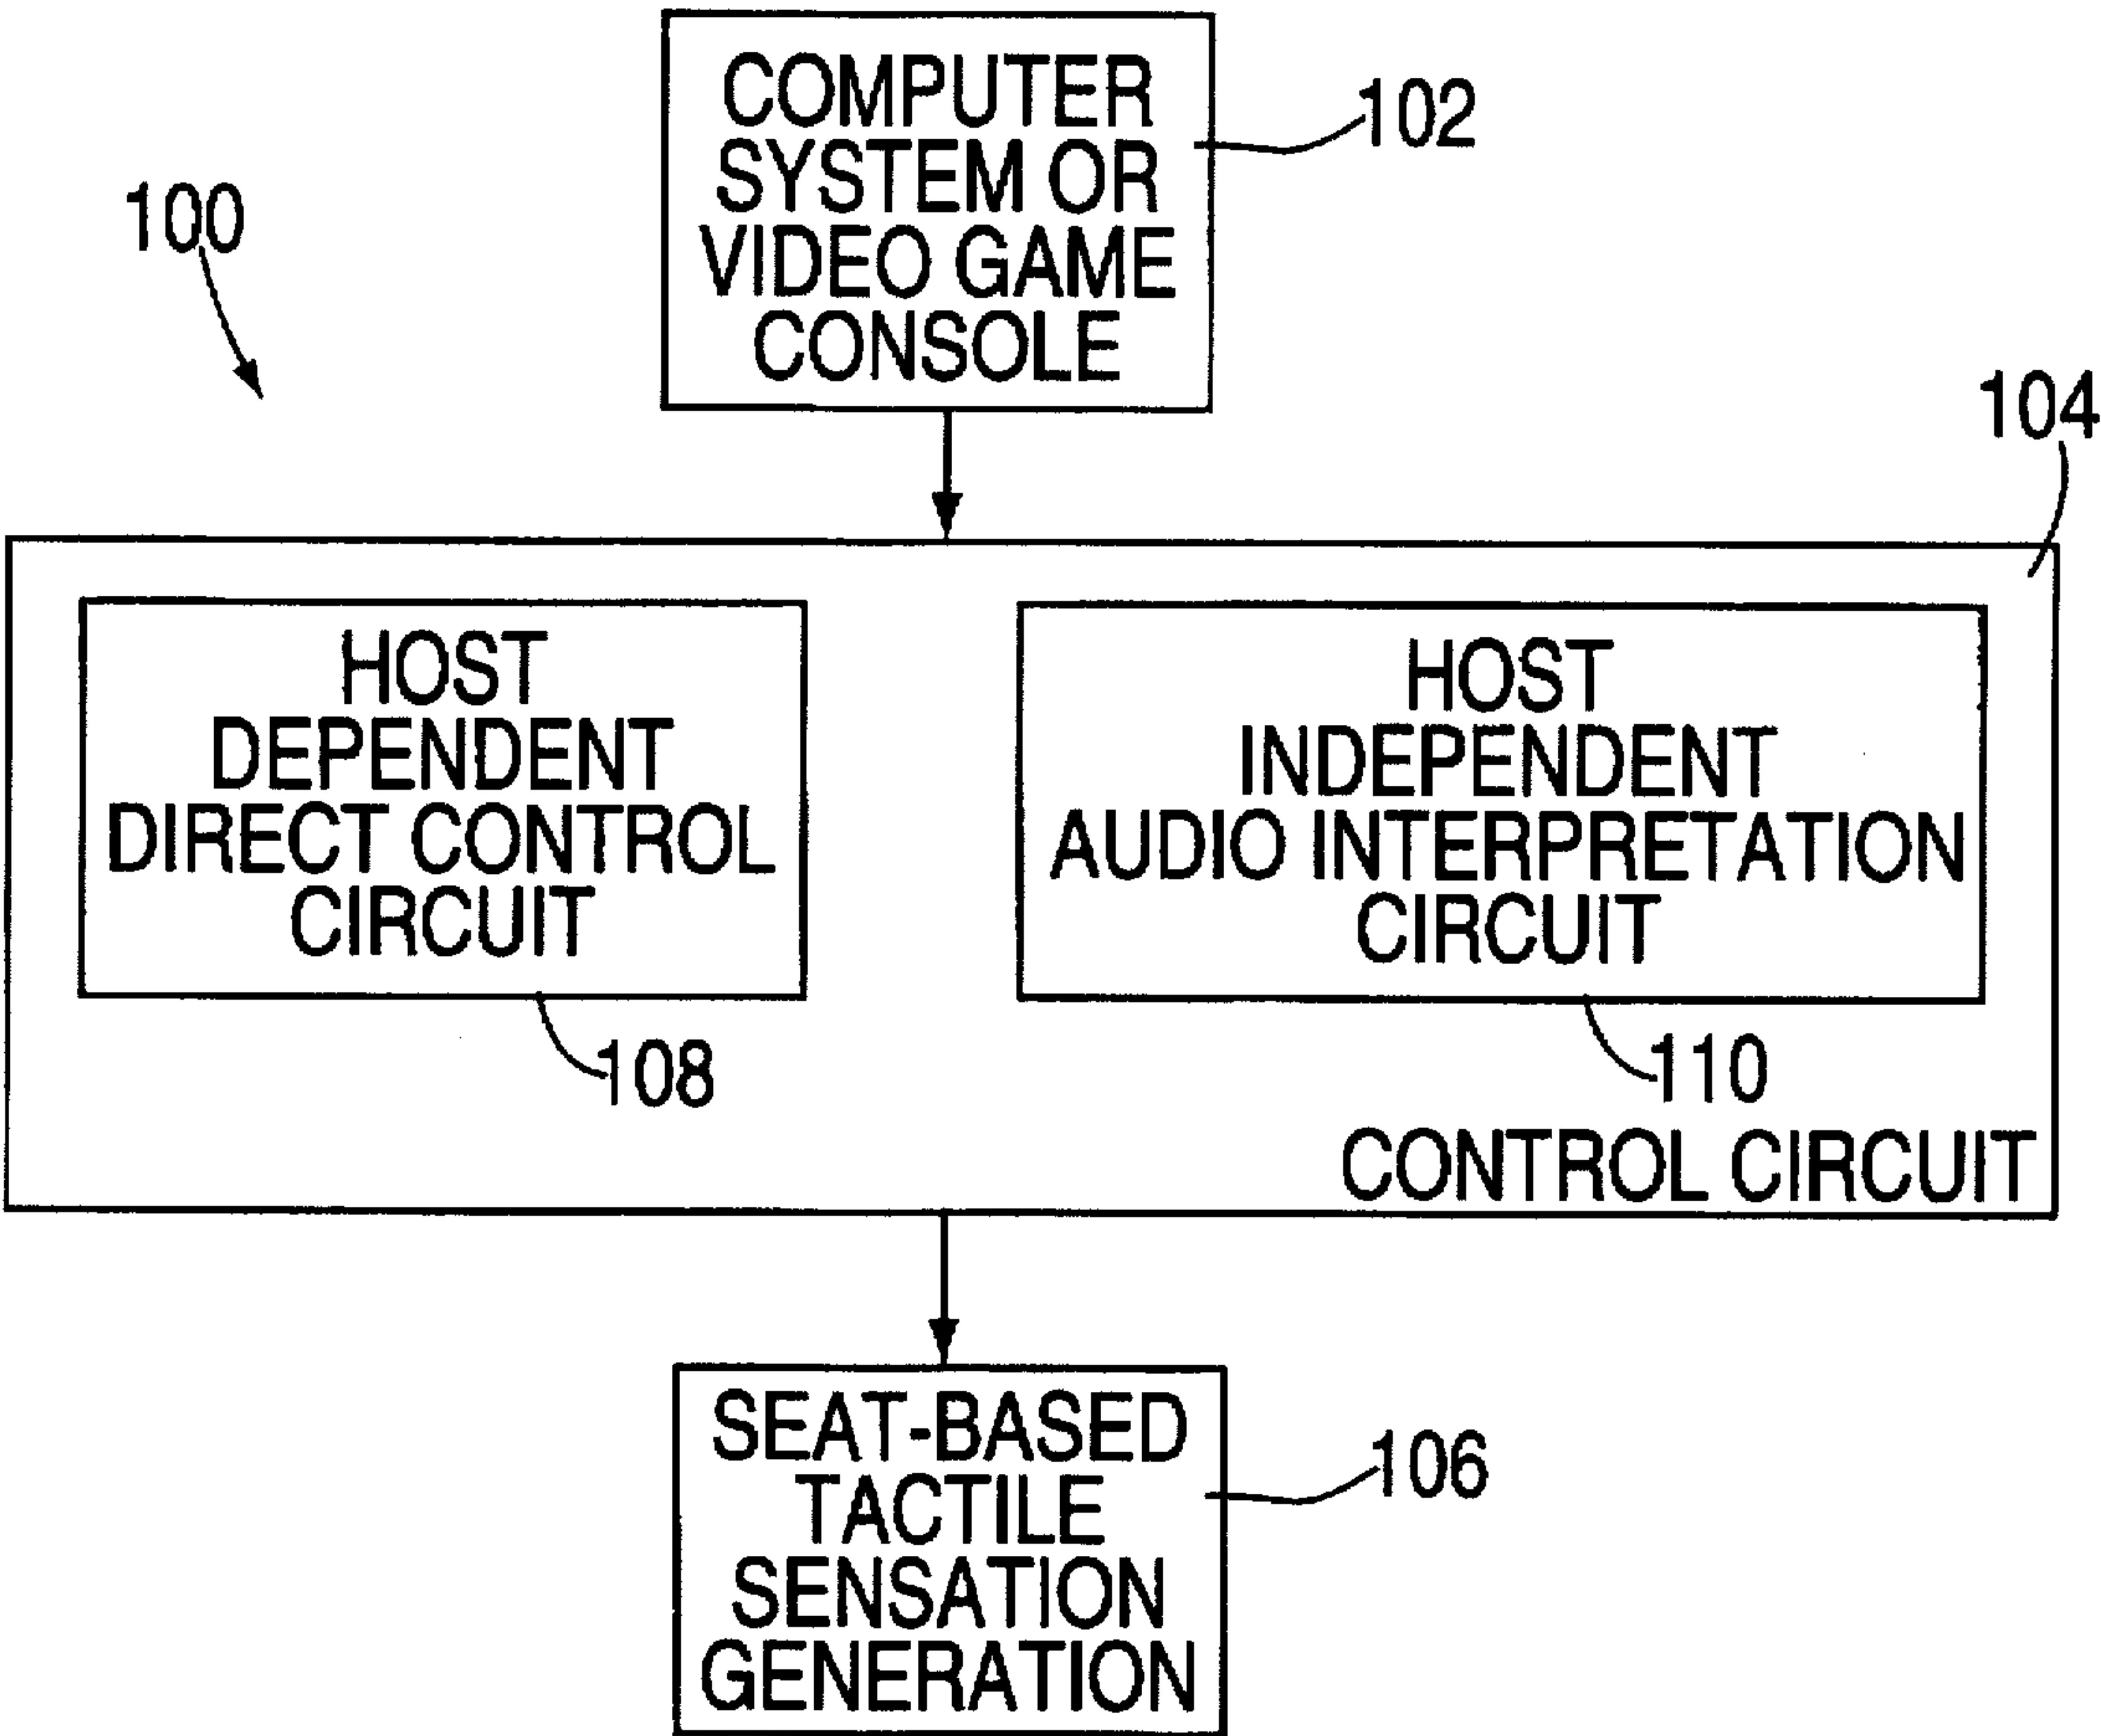 COMPUTER
SYSTEM OR
VIDEO GAME
CONSOLE
102
100
104
HOST
DEPENDENT
DIRECT CONTROL
CIRCUIT
108
HOST
INDEPENDENT
AUDIO INTERPRETATION
CIRCUIT
110
CONTROL CIRCUIT
SEAT-BASED
TACTILE
SENSATION
GENERATION
106